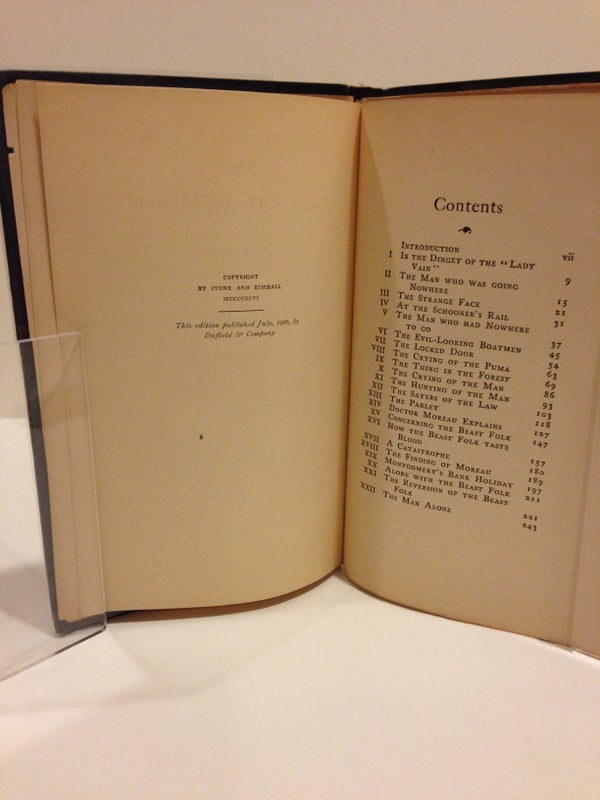 COPYRIGHT
BY STONE AND KIMBALL
MDCCCXCVI
This edition published July, 1906, by
Duffield & Company
Contents
INTRODUCTION vii
I IN THE DINGEY OF THE "LADY
VAIN" 9
II THE MAN WHO WAS GOING
NOWHERE 15
III THE STRANGE FACE 21
IV AT THE SCHOONER'S RAIL 31
V THE MAN WHO HAD NOWHERE
TO GO 37
VI THE EVIL-LOOKING BOATMEN 45
VII THE LOCKED DOOR 54
VIII THE CRYING OF THE PUMA 63
IX THE THING IN THE FOREST 69
X THE CRYING OF THE MAN 86
XI THE HUNTING OF THE MAN 93
XII THE SAYERS OF THE LAW 103
XIII THE PARLEY 118
XIV DOCTOR MOREAU EXPLAINS 127
XV CONCERNING THE BEAST FOLK 147
XVI HOW THE BEAST FOLK TASTE
BLOOD 157
XVII A CATASTROPHE 180
XVIII THE FINDING OF MOREAU 189
XIX MONTGOMERY'S BANK HOLIDAY 197
XX ALONE WITH THE BEAST FOLK 211
XXI THE REVERSION OF THE BEAST
FOLK 221
XXII THE MAN ALONE 243